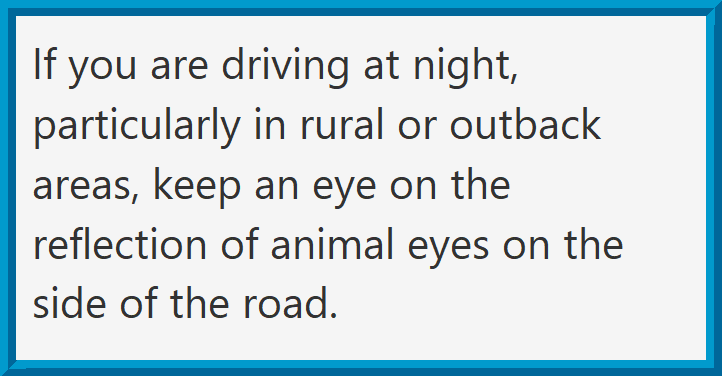 If you are driving at night,
particularly in rural or outback
areas, keep an eye on the
reflection of animal eyes on the
side of the road.